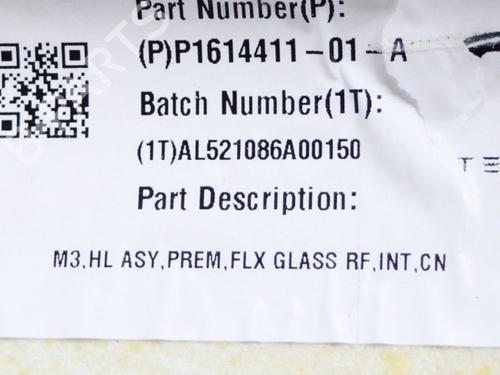 Part Number(P):
(P)P1614411-01-A
Batch Number(1T):
(1T)AL521086A00150
Part Description:
M3,HL ASY,PREM,FLX GLASS RF,INT,CN